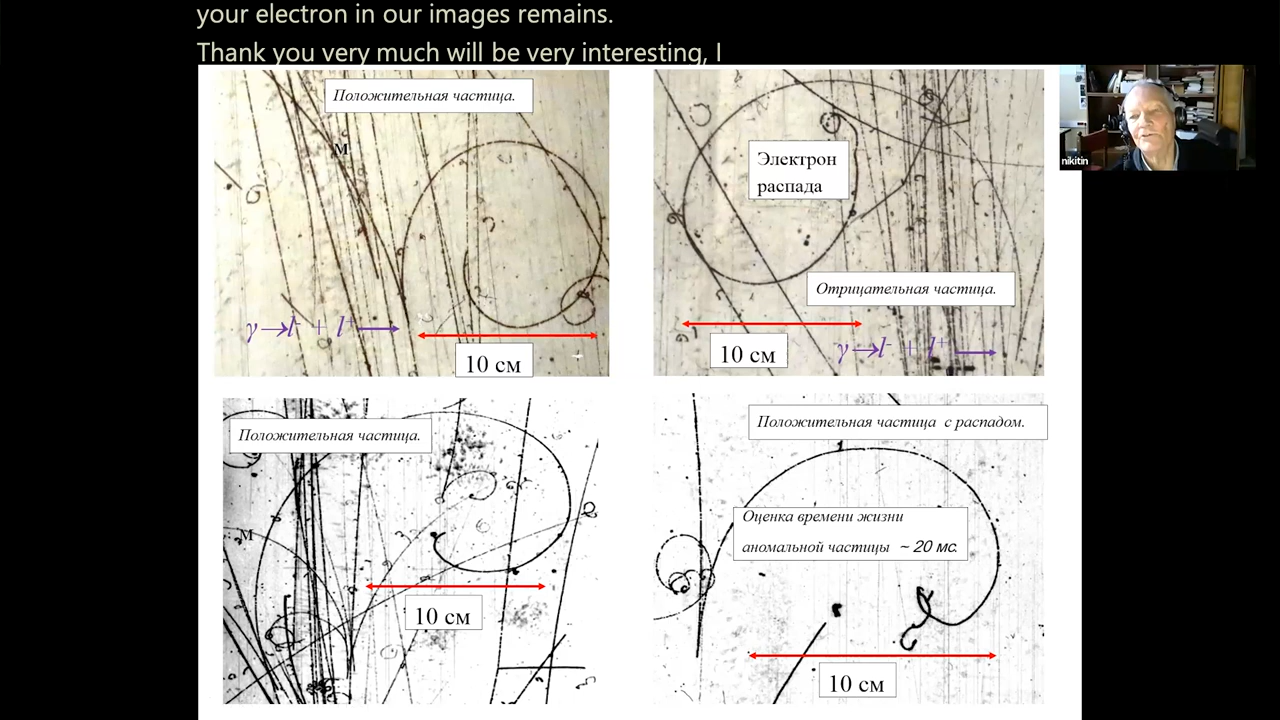 your electron in our images remains.
Thank you very much will be very interesting, I
Положительная частица.
М
γ→l⁻ + l⁺
10 см
Электрон
распада
Отрицательная частица.
10 см
γ→l⁻ + l⁺
nikitin
Положительная частица.
М
10 см
Положительная частица с распадом.
Оценка времени жизни
аномальной частицы ~ 20 мс.
10 см